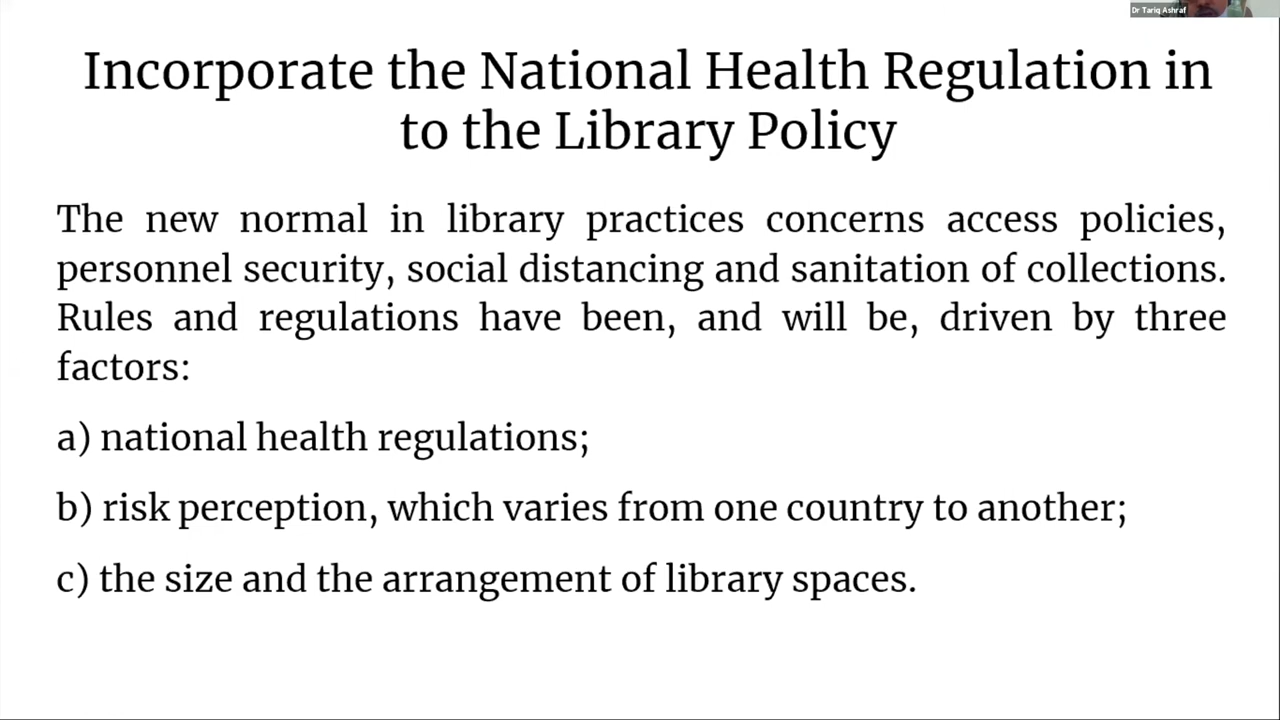 Dr Tariq Ashraf
Incorporate the National Health Regulation in
to the Library Policy
The new normal in library practices concerns access policies,
personnel security, social distancing and sanitation of collections.
Rules and regulations have been, and will be, driven by three
factors:
a) national health regulations;
b) risk perception, which varies from one country to another;
c) the size and the arrangement of library spaces.